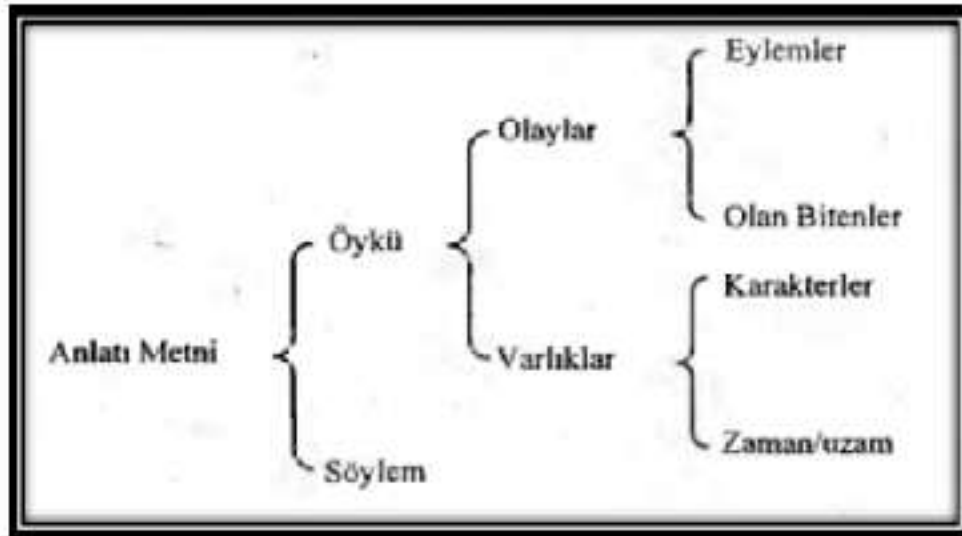 Eylemler
Olaylar
Olan Bitenler
Öykü
Karakterler
Anlatı Metni
Varlıklar
Zaman/uzam
Söylem